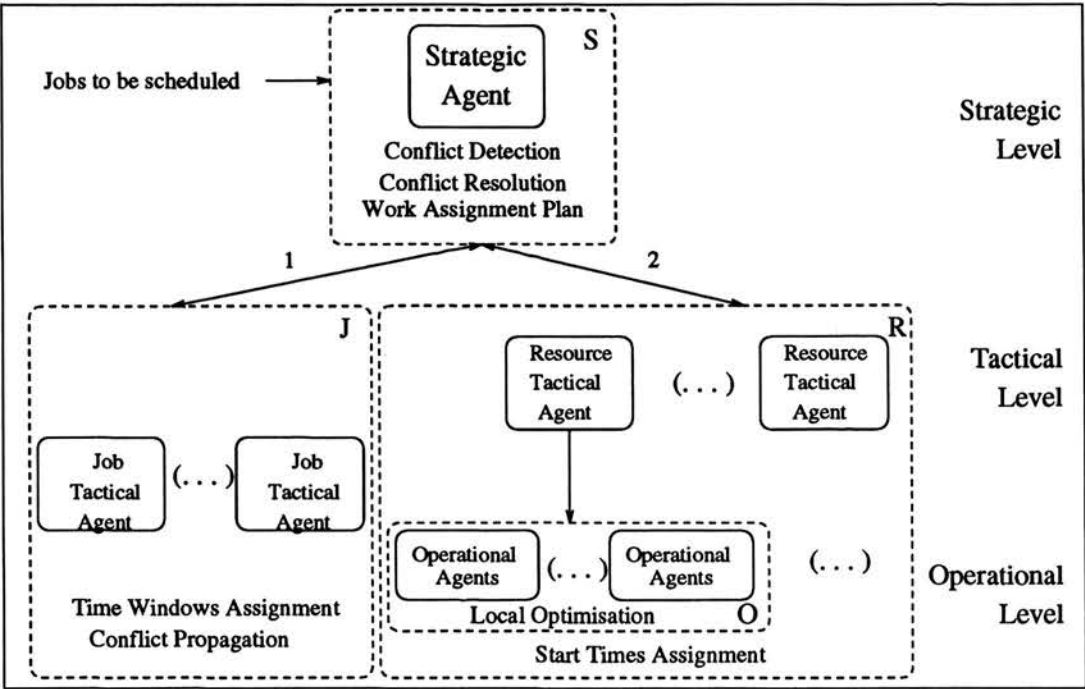 S
Strategic
Agent
Jobs to be scheduled
Conflict Detection
Conflict Resolution
Work Assignment Plan
Strategic
Level
1
2
J
R
Resource
Tactical
Agent
(...)
Resource
Tactical
Agent
Tactical
Level
Job
Tactical
Agent
(...)
Job
Tactical
Agent
Operational
Agents
(...)
Operational
Agents
(...)
Local Optimisation
O
Operational
Level
Time Windows Assignment
Conflict Propagation
Start Times Assignment